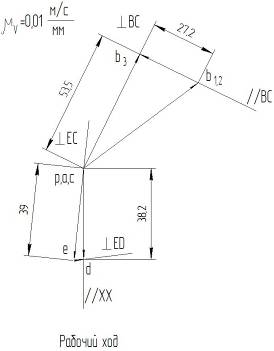 μv=0,01 м/с
мм
⊥BC
27,2
b3
b1,2
53,5
//BC
⊥EC
p,a,c
39
38,2
⊥ED
e
d
//XX
Рабочий ход